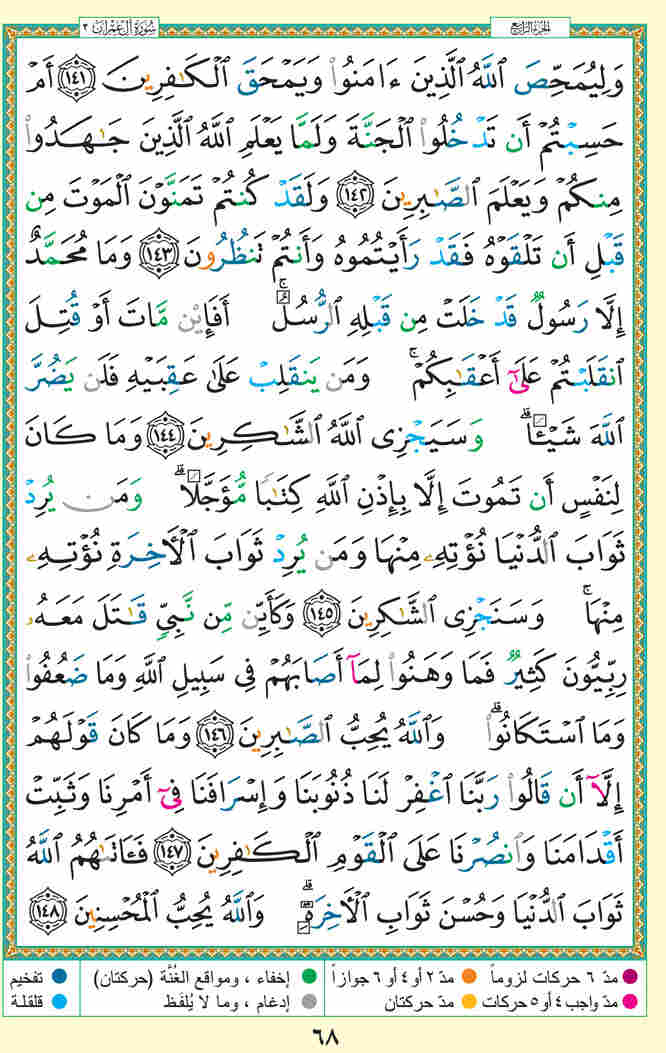 سُورَةُ آلِ عِمْرَانَ ٣
الجزء الرابع
وَلِيُمَحِّصَ ٱللَّهُ ٱلَّذِينَ ءَامَنُوا۟ وَيَمْحَقَ ٱلْكَـٰفِرِينَ ﴿١٤١﴾ أَمْ
حَسِبْتُمْ أَن تَدْخُلُوا۟ ٱلْجَنَّةَ وَلَمَّا يَعْلَمِ ٱللَّهُ ٱلَّذِينَ جَـٰهَدُوا۟
مِنكُمْ وَيَعْلَمَ ٱلصَّـٰبِرِينَ ﴿١٤٢﴾ وَلَقَدْ كُنتُمْ تَمَنَّوْنَ ٱلْمَوْتَ مِن
قَبْلِ أَن تَلْقَوْهُ فَقَدْ رَأَيْتُمُوهُ وَأَنتُمْ تَنظُرُونَ ﴿١٤٣﴾ وَمَا مُحَمَّدٌ
إِلَّا رَسُولٌ قَدْ خَلَتْ مِن قَبْلِهِ ٱلرُّسُلُ ۚ أَفَإِي۟ن مَّاتَ أَوْ قُتِلَ
ٱنقَلَبْتُمْ عَلَىٰٓ أَعْقَـٰبِكُمْ ۚ وَمَن يَنقَلِبْ عَلَىٰ عَقِبَيْهِ فَلَن يَضُرَّ
ٱللَّهَ شَيْـًٔا ۗ وَسَيَجْزِى ٱللَّهُ ٱلشَّـٰكِرِينَ ﴿١٤٤﴾ وَمَا كَانَ
لِنَفْسٍ أَن تَمُوتَ إِلَّا بِإِذْنِ ٱللَّهِ كِتَـٰبًا مُّؤَجَّلًا ۗ وَمَن يُرِدْ
ثَوَابَ ٱلدُّنْيَا نُؤْتِهِۦ مِنْهَا وَمَن يُرِدْ ثَوَابَ ٱلْـَٔاخِرَةِ نُؤْتِهِۦ
مِنْهَا ۚ وَسَنَجْزِى ٱلشَّـٰكِرِينَ ﴿١٤٥﴾ وَكَأَيِّن مِّن نَّبِىٍّ قَـٰتَلَ مَعَهُۥ
رِبِّيُّونَ كَثِيرٌ فَمَا وَهَنُوا۟ لِمَآ أَصَابَهُمْ فِى سَبِيلِ ٱللَّهِ وَمَا ضَعُفُوا۟
وَمَا ٱسْتَكَانُوا۟ ۗ وَٱللَّهُ يُحِبُّ ٱلصَّـٰبِرِينَ ﴿١٤٦﴾ وَمَا كَانَ قَوْلَهُمْ
إِلَّآ أَن قَالُوا۟ رَبَّنَا ٱغْفِرْ لَنَا ذُنُوبَنَا وَإِسْرَافَنَا فِىٓ أَمْرِنَا وَثَبِّتْ
أَقْدَامَنَا وَٱنصُرْنَا عَلَى ٱلْقَوْمِ ٱلْكَـٰفِرِينَ ﴿١٤٧﴾ فَـَٔاتَىٰهُمُ ٱللَّهُ
ثَوَابَ ٱلدُّنْيَا وَحُسْنَ ثَوَابِ ٱلْـَٔاخِرَةِ ۗ وَٱللَّهُ يُحِبُّ ٱلْمُحْسِنِينَ ﴿١٤٨﴾
مدّ ٦ حركات لزوماً مدّ ٢ أو ٤ أو ٦ جوازاً إخفاء ، ومواقع الغُنَّة (حركتان) تفخيم
مدّ واجب ٤ أو ٥ حركات مدّ حركتان إدغام ، وما لا يُلفَظ قلقلة
٦٨